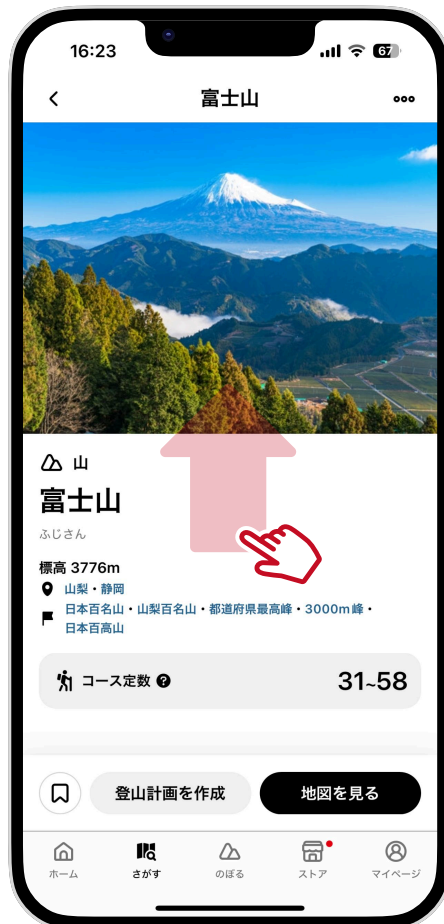 16:23
67
富士山
山
富士山
ふじさん
標高 3776m
山梨・静岡
日本百名山・山梨百名山・都道府県最高峰・3000m峰・
日本百高山
コース定数 ?
31~58
登山計画を作成
地図を見る
ホーム
さがす
のぼる
ストア
マイページ